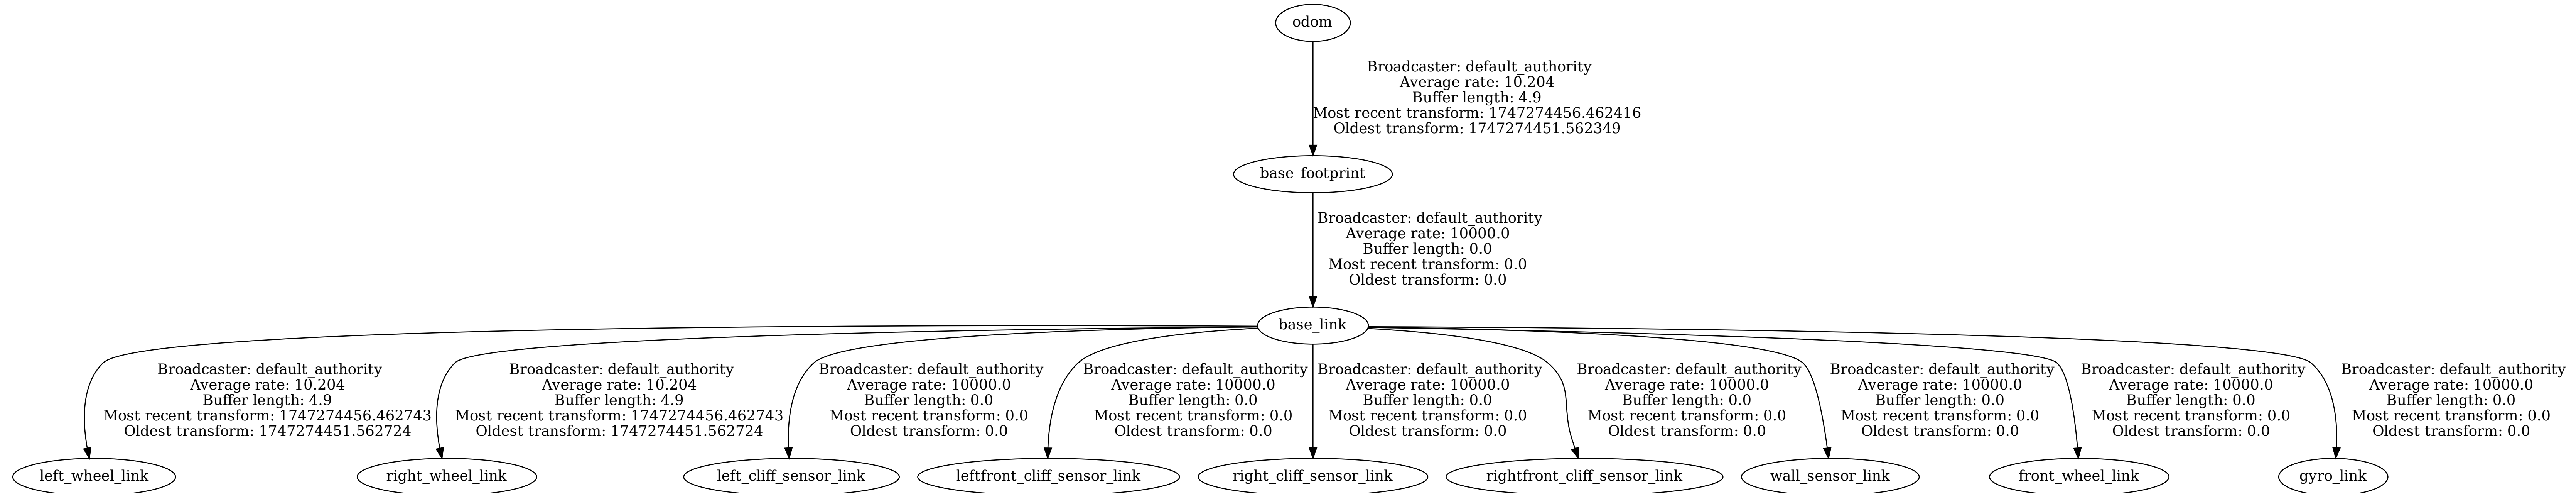 odom
Broadcaster: default_authority
Average rate: 10.204
Buffer length: 4.9
Most recent transform: 1747274456.462416
Oldest transform: 1747274451.562349
base_footprint
Broadcaster: default_authority
Average rate: 10000.0
Buffer length: 0.0
Most recent transform: 0.0
Oldest transform: 0.0
base_link
Broadcaster: default_authority
Average rate: 10.204
Buffer length: 4.9
Most recent transform: 1747274456.462743
Oldest transform: 1747274451.562724
Broadcaster: default_authority
Average rate: 10.204
Buffer length: 4.9
Most recent transform: 1747274456.462743
Oldest transform: 1747274451.562724
Broadcaster: default_authority
Average rate: 10000.0
Buffer length: 0.0
Most recent transform: 0.0
Oldest transform: 0.0
Broadcaster: default_authority
Average rate: 10000.0
Buffer length: 0.0
Most recent transform: 0.0
Oldest transform: 0.0
Broadcaster: default_authority
Average rate: 10000.0
Buffer length: 0.0
Most recent transform: 0.0
Oldest transform: 0.0
Broadcaster: default_authority
Average rate: 10000.0
Buffer length: 0.0
Most recent transform: 0.0
Oldest transform: 0.0
Broadcaster: default_authority
Average rate: 10000.0
Buffer length: 0.0
Most recent transform: 0.0
Oldest transform: 0.0
Broadcaster: default_authority
Average rate: 10000.0
Buffer length: 0.0
Most recent transform: 0.0
Oldest transform: 0.0
Broadcaster: default_authority
Average rate: 10000.0
Buffer length: 0.0
Most recent transform: 0.0
Oldest transform: 0.0
left_wheel_link
right_wheel_link
left_cliff_sensor_link
leftfront_cliff_sensor_link
right_cliff_sensor_link
rightfront_cliff_sensor_link
wall_sensor_link
front_wheel_link
gyro_link